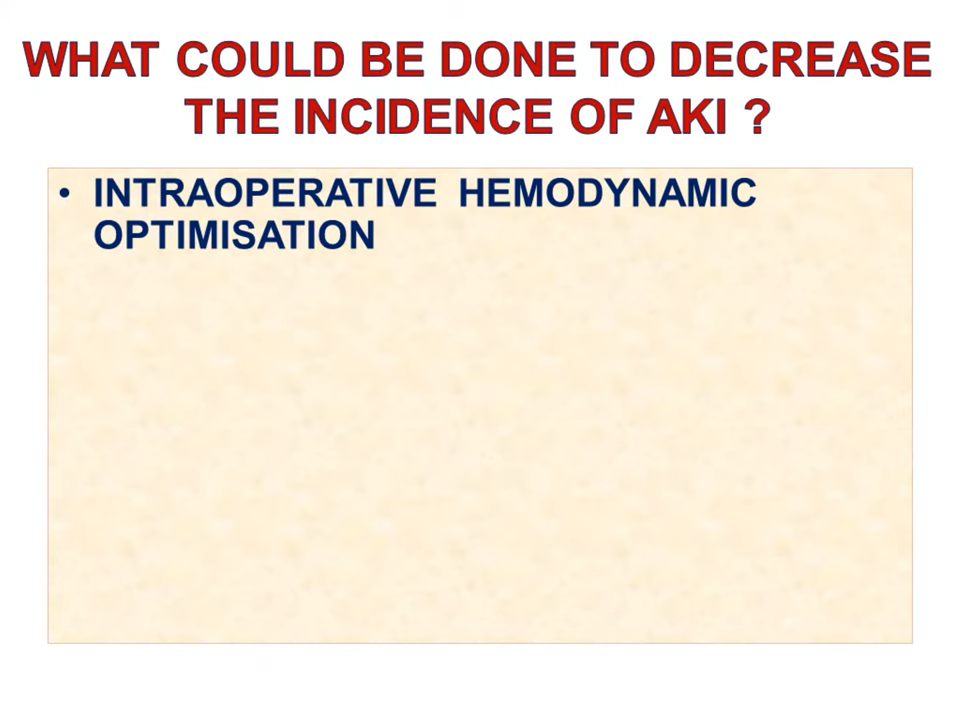 WHAT COULD BE DONE TO DECREASE
THE INCIDENCE OF AKI ?
• INTRAOPERATIVE HEMODYNAMIC
OPTIMISATION